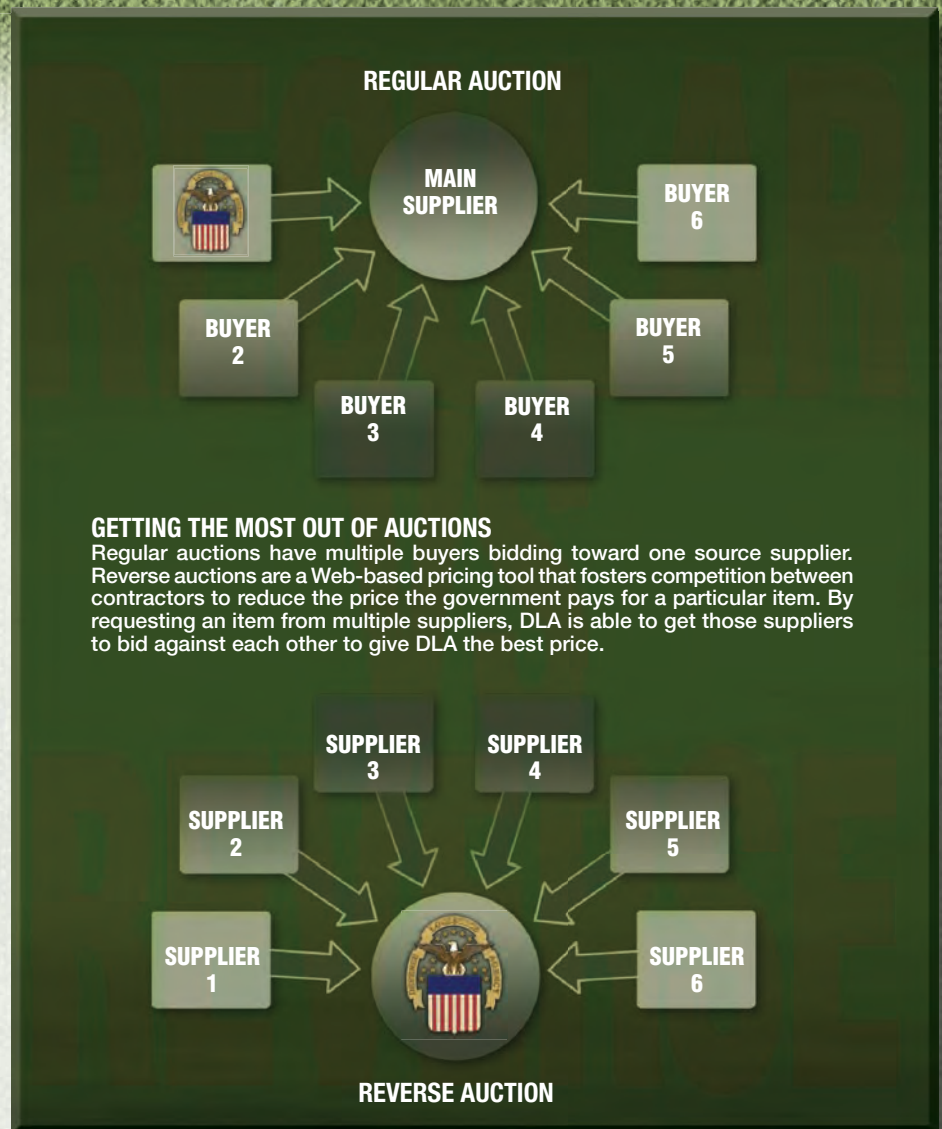 REGULAR AUCTION
MAIN
SUPPLIER
BUYER
6
BUYER
2
BUYER
5
BUYER
3
BUYER
4
GETTING THE MOST OUT OF AUCTIONS
Regular auctions have multiple buyers bidding toward one source supplier.
Reverse auctions are a Web-based pricing tool that fosters competition between
contractors to reduce the price the government pays for a particular item. By
requesting an item from multiple suppliers, DLA is able to get those suppliers
to bid against each other to give DLA the best price.
SUPPLIER
3
SUPPLIER
4
SUPPLIER
2
SUPPLIER
5
SUPPLIER
1
SUPPLIER
6
REVERSE AUCTION
REGULAR
VS
REVERSE